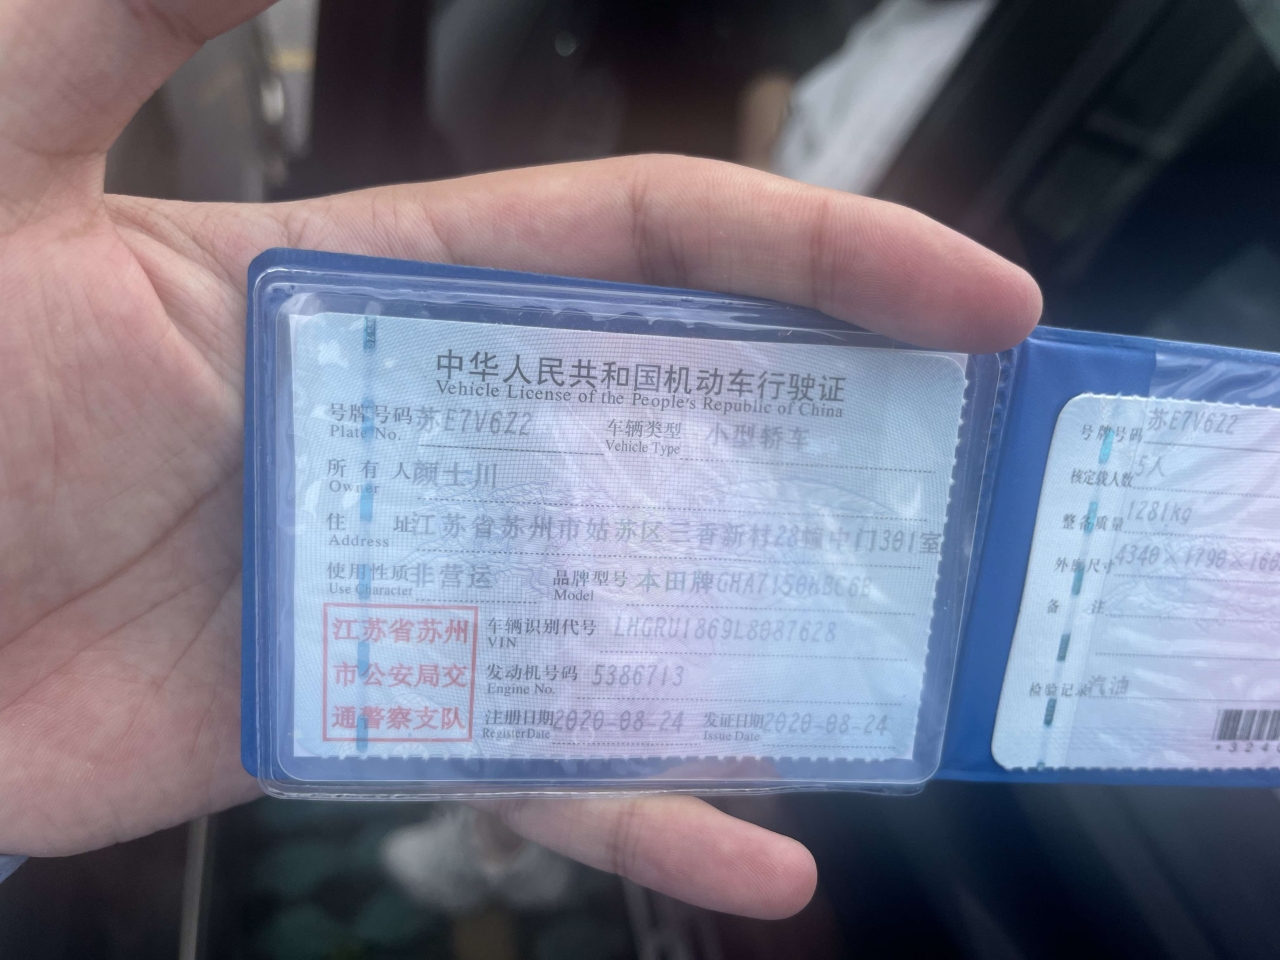 中华人民共和国机动车行驶证
Vehicle License of the People's Republic of China
号牌号码 苏E7V6Z2 车辆类型 小型轿车
Plate No. Vehicle Type
所有人 颜士川
Owner
住址 江苏省苏州市姑苏区三香新村28幢中门301室
Address
使用性质 非营运 品牌型号 本田牌GHA7150RBC6B
Use Character Model
江苏省苏州
市公安局交
通警察支队
车辆识别代号 LHGRU1869L8087628
VIN
发动机号码 5386713
Engine No.
注册日期 2020-08-24 发证日期 2020-08-24
Register Date Issue Date
号牌号码 苏E7V6Z2
核定载人数 5人
整备质量 1281kg
外廓尺寸 4340×1790×160
备注
检验记录 汽油
*324